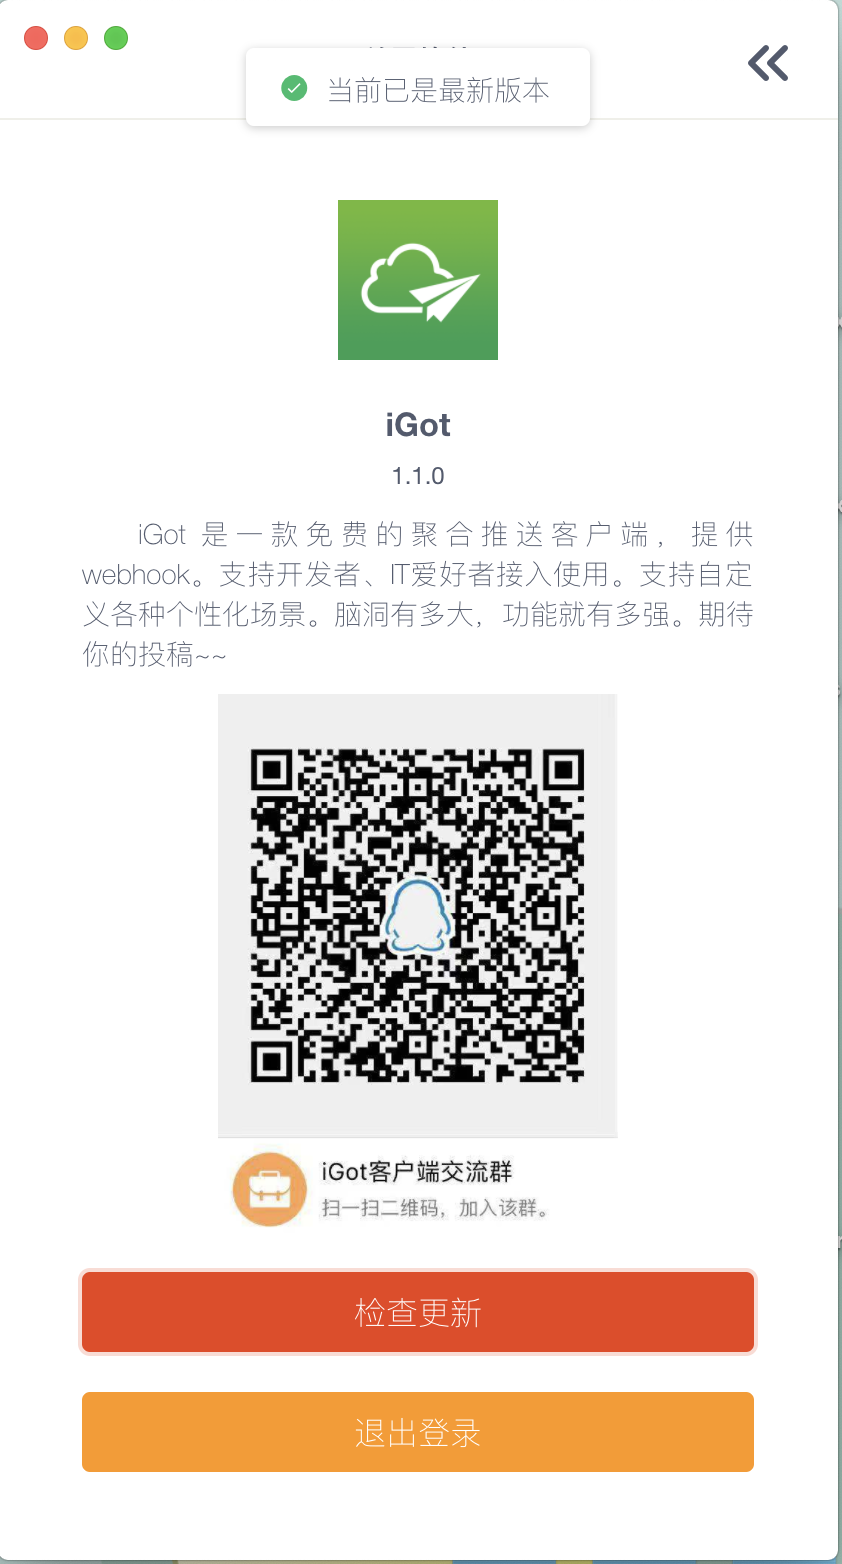 当前已是最新版本
iGot
1.1.0
iGot 是一款免费的聚合推送客户端，提供
webhook。支持开发者、IT爱好者接入使用。支持自定
义各种个性化场景。脑洞有多大，功能就有多强。期待
你的投稿~~
iGot客户端交流群
扫一扫二维码，加入该群。
检查更新
退出登录